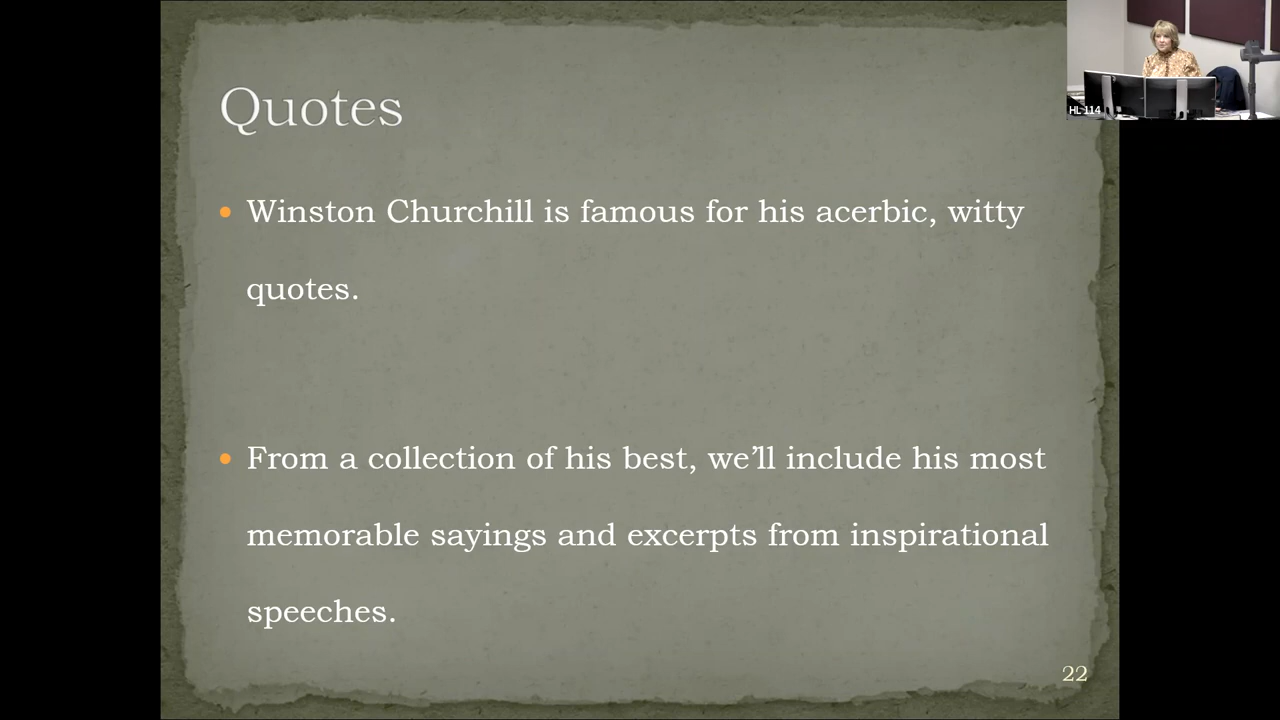 HL 114
Quotes
Winston Churchill is famous for his acerbic, witty
quotes.
From a collection of his best, we'll include his most
memorable sayings and excerpts from inspirational
speeches.
22